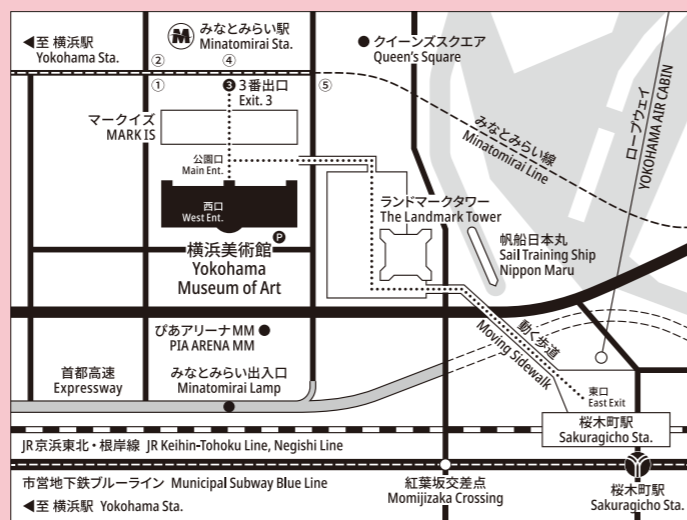 ◀至 横浜駅
Yokohama Sta.
M
みなとみらい駅
Minatomirai Sta.
● クイーンズスクエア
Queen's Square
②
④
①
❸ 3番出口
Exit. 3
⑤
マークイズ
MARK IS
みなとみらい線
Minatomirai Line
ロープウェイ
YOKOHAMA AIR CABIN
公園口
Main Ent.
西口
West Ent.
P
横浜美術館
Yokohama
Museum of Art
ランドマークタワー
The Landmark Tower
帆船日本丸
Sail Training Ship
Nippon Maru
ぴあアリーナMM ●
PIA ARENA MM
動く歩道
Moving Sidewalk
首都高速
Expressway
みなとみらい出入口
Minatomirai Lamp
東口
East Exit
桜木町駅
Sakuragicho Sta.
JR京浜東北・根岸線 JR Keihin-Tohoku Line, Negishi Line
市営地下鉄ブルーライン Municipal Subway Blue Line
◀至 横浜駅 Yokohama Sta.
紅葉坂交差点
Momijizaka Crossing
桜木町駅
Sakuragicho Sta.